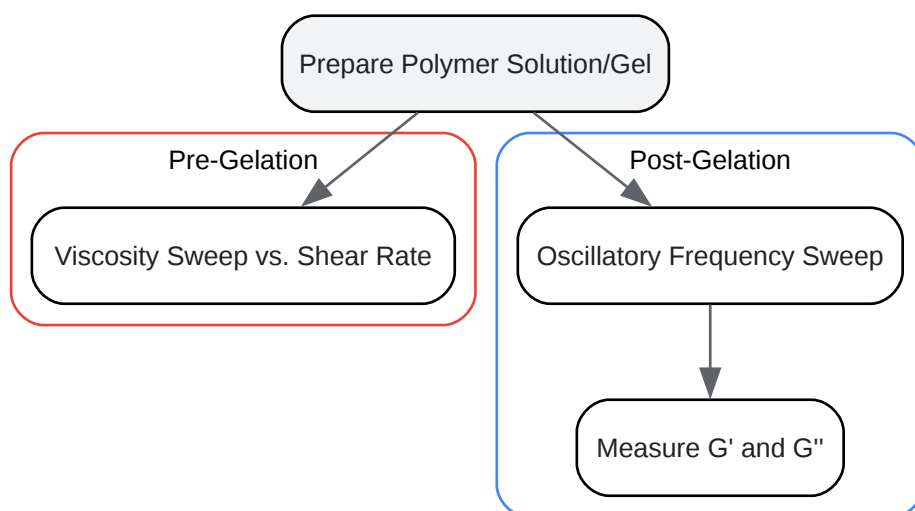 Prepare Polymer Solution/Gel
Pre-Gelation
Post-Gelation
Viscosity Sweep vs. Shear Rate
Oscillatory Frequency Sweep
Measure G' and G''